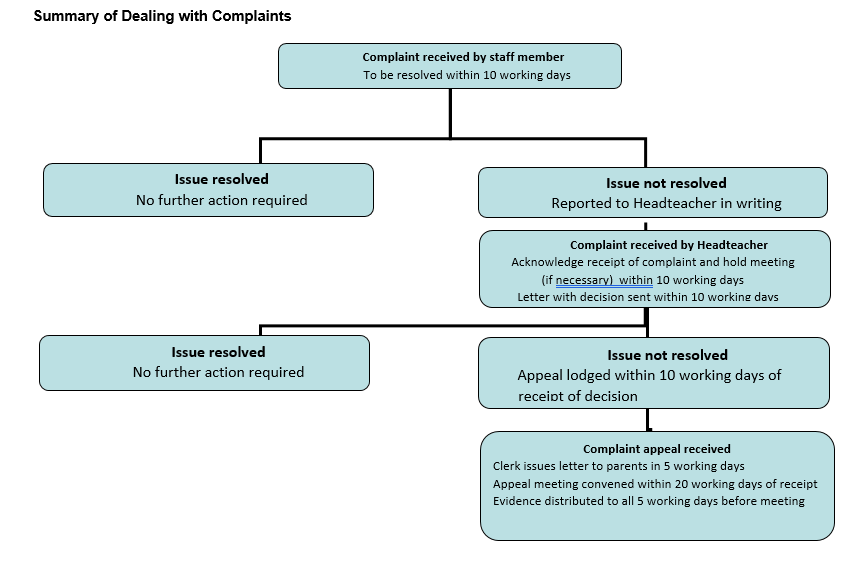 Summary of Dealing with Complaints
Complaint received by staff member
To be resolved within 10 working days
Issue resolved
No further action required
Issue not resolved
Reported to Headteacher in writing
Complaint received by Headteacher
Acknowledge receipt of complaint and hold meeting
(if necessary) within 10 working days
Letter with decision sent within 10 working days
Issue resolved
No further action required
Issue not resolved
Appeal lodged within 10 working days of
receipt of decision
Complaint appeal received
Clerk issues letter to parents in 5 working days
Appeal meeting convened within 20 working days of receipt
Evidence distributed to all 5 working days before meeting